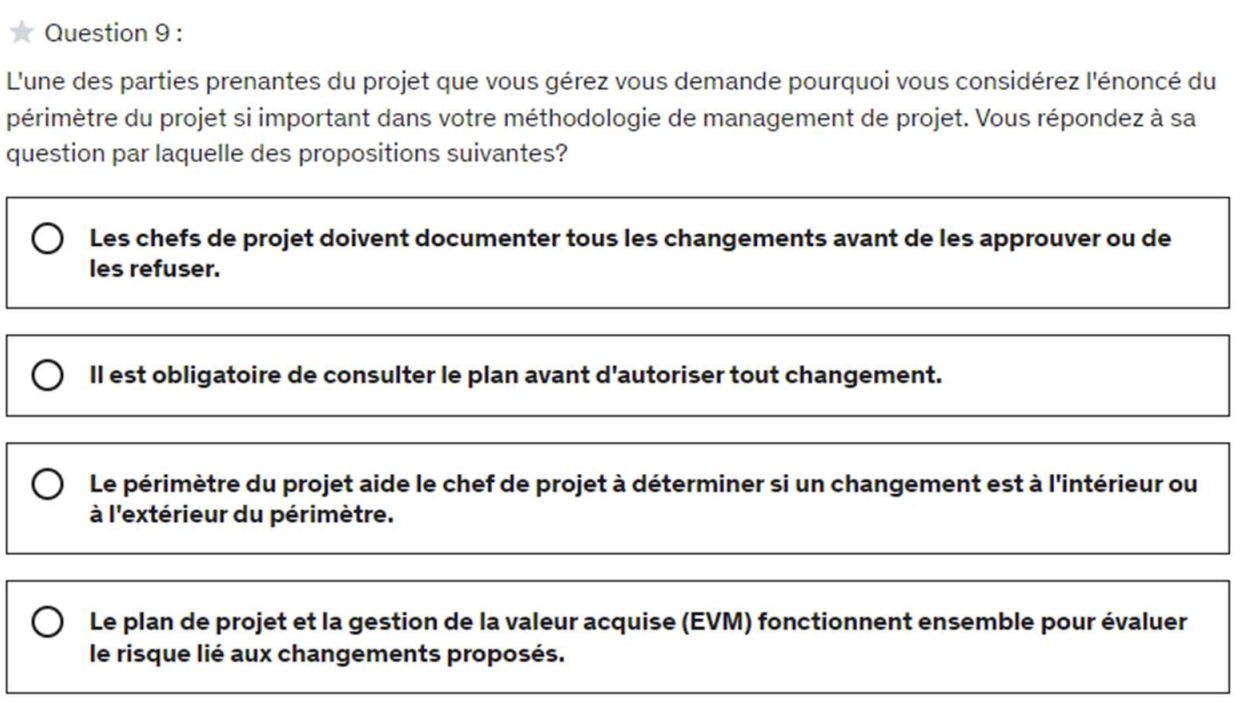 Question 9 :
L'une des parties prenantes du projet que vous gérez vous demande pourquoi vous considérez l'énoncé du
périmètre du projet si important dans votre méthodologie de management de projet. Vous répondez à sa
question par laquelle des propositions suivantes?
Les chefs de projet doivent documenter tous les changements avant de les approuver ou de
les refuser.
Il est obligatoire de consulter le plan avant d'autoriser tout changement.
Le périmètre du projet aide le chef de projet à déterminer si un changement est à l'intérieur ou
à l'extérieur du périmètre.
Le plan de projet et la gestion de la valeur acquise (EVM) fonctionnent ensemble pour évaluer
le risque lié aux changements proposés.